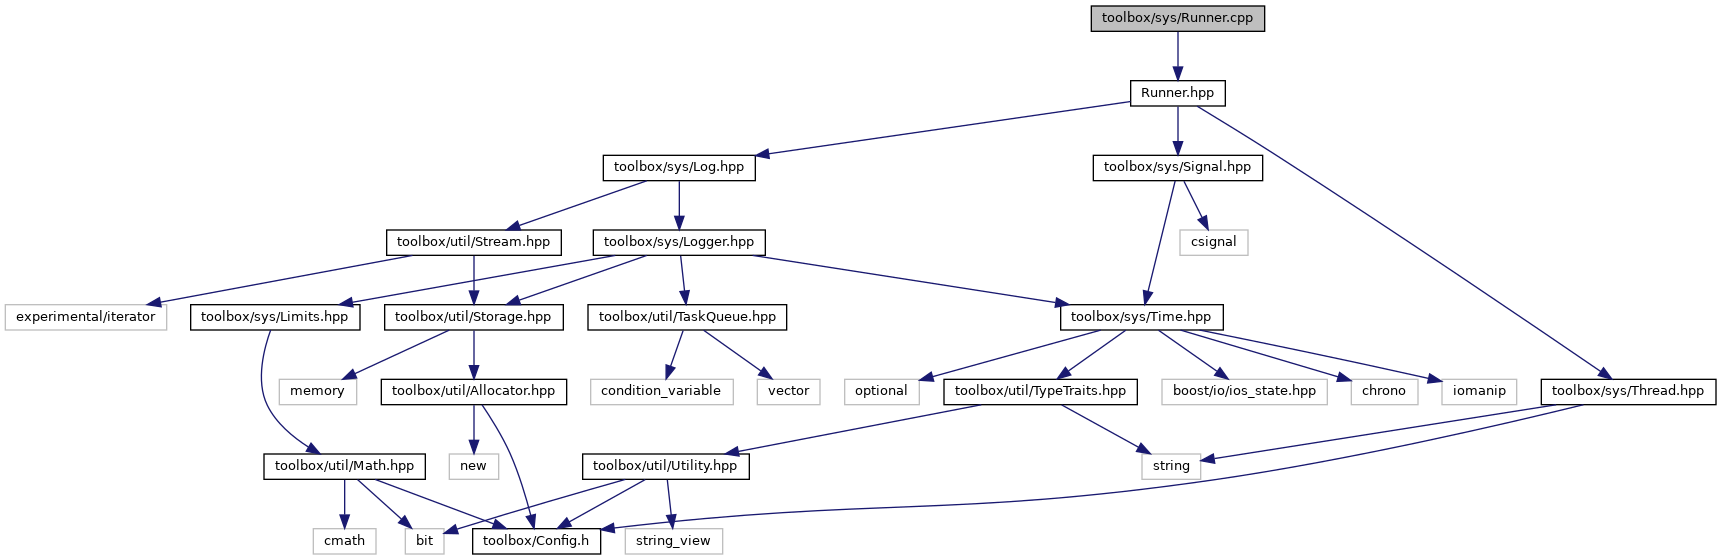 toolbox/sys/Runner.cpp
Runner.hpp
toolbox/sys/Log.hpp
toolbox/sys/Signal.hpp
toolbox/util/Stream.hpp
toolbox/sys/Logger.hpp
csignal
experimental/iterator
toolbox/sys/Limits.hpp
toolbox/util/Storage.hpp
toolbox/util/TaskQueue.hpp
toolbox/sys/Time.hpp
memory
toolbox/util/Allocator.hpp
condition_variable
vector
optional
toolbox/util/TypeTraits.hpp
boost/io/ios_state.hpp
chrono
iomanip
toolbox/sys/Thread.hpp
toolbox/util/Math.hpp
new
toolbox/util/Utility.hpp
string
cmath
bit
toolbox/Config.h
string_view